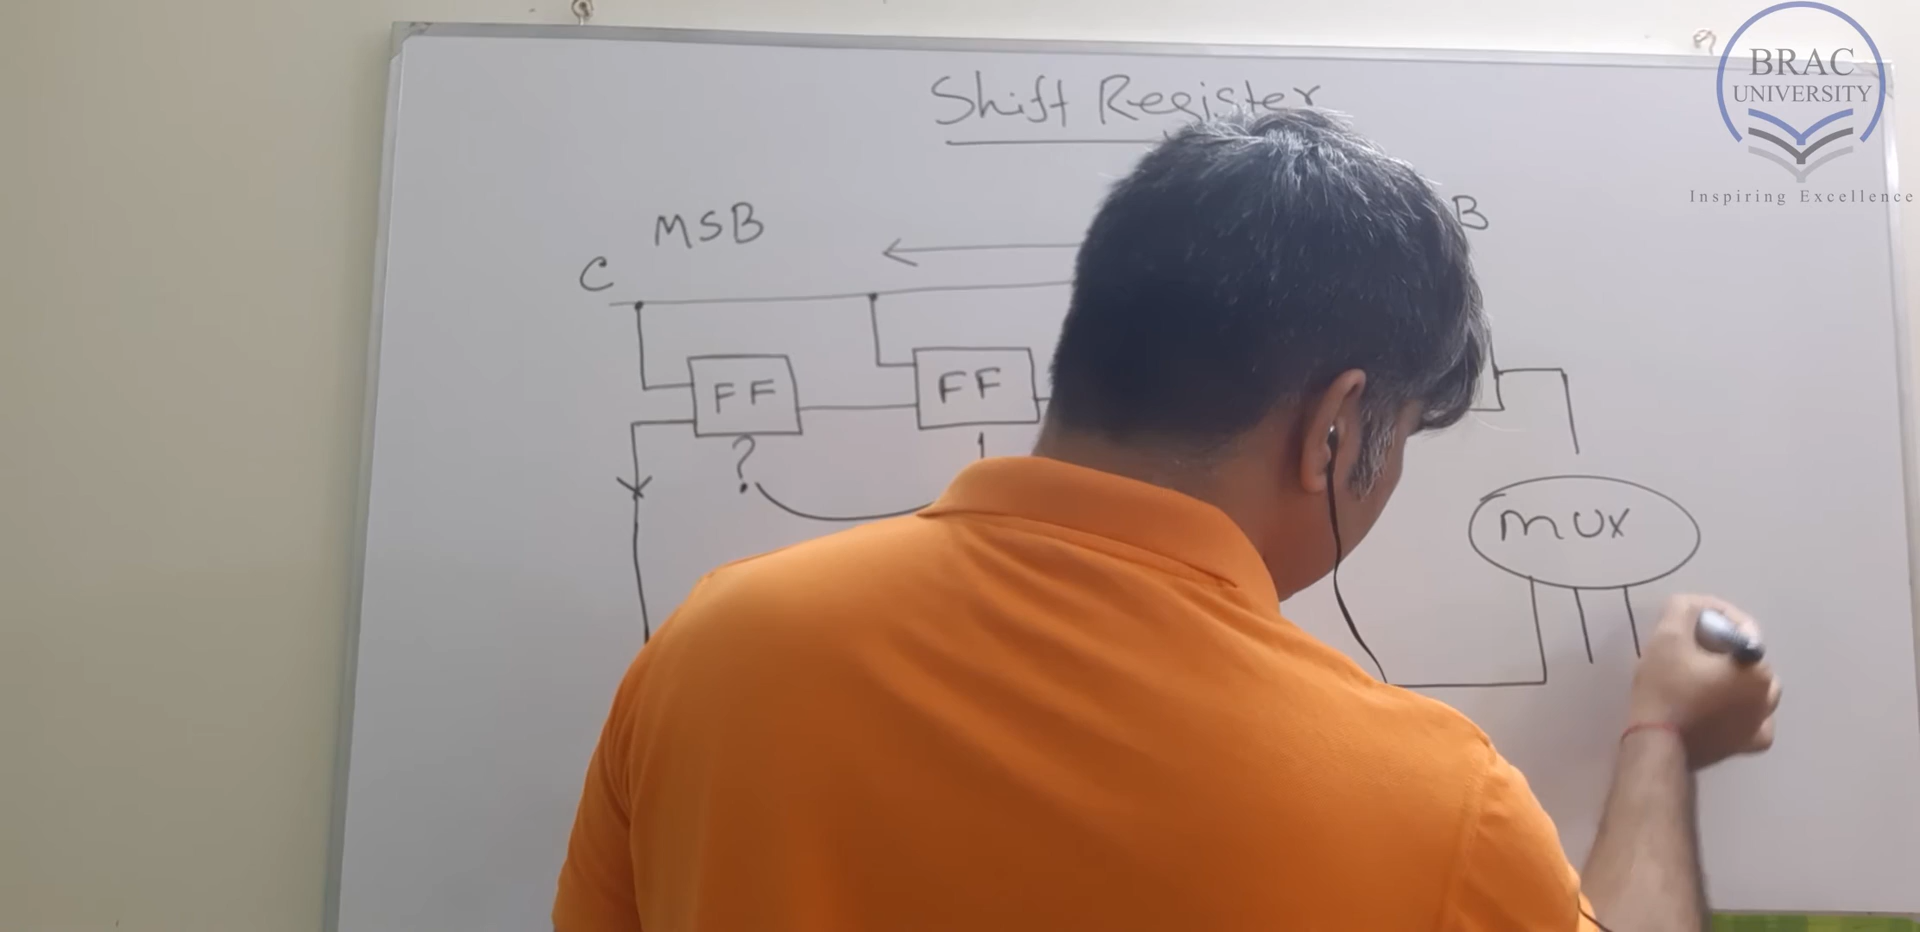 Shift Register
BRAC
UNIVERSITY
Inspiring Excellence
MSB
B
C
FF
FF
?
MUX